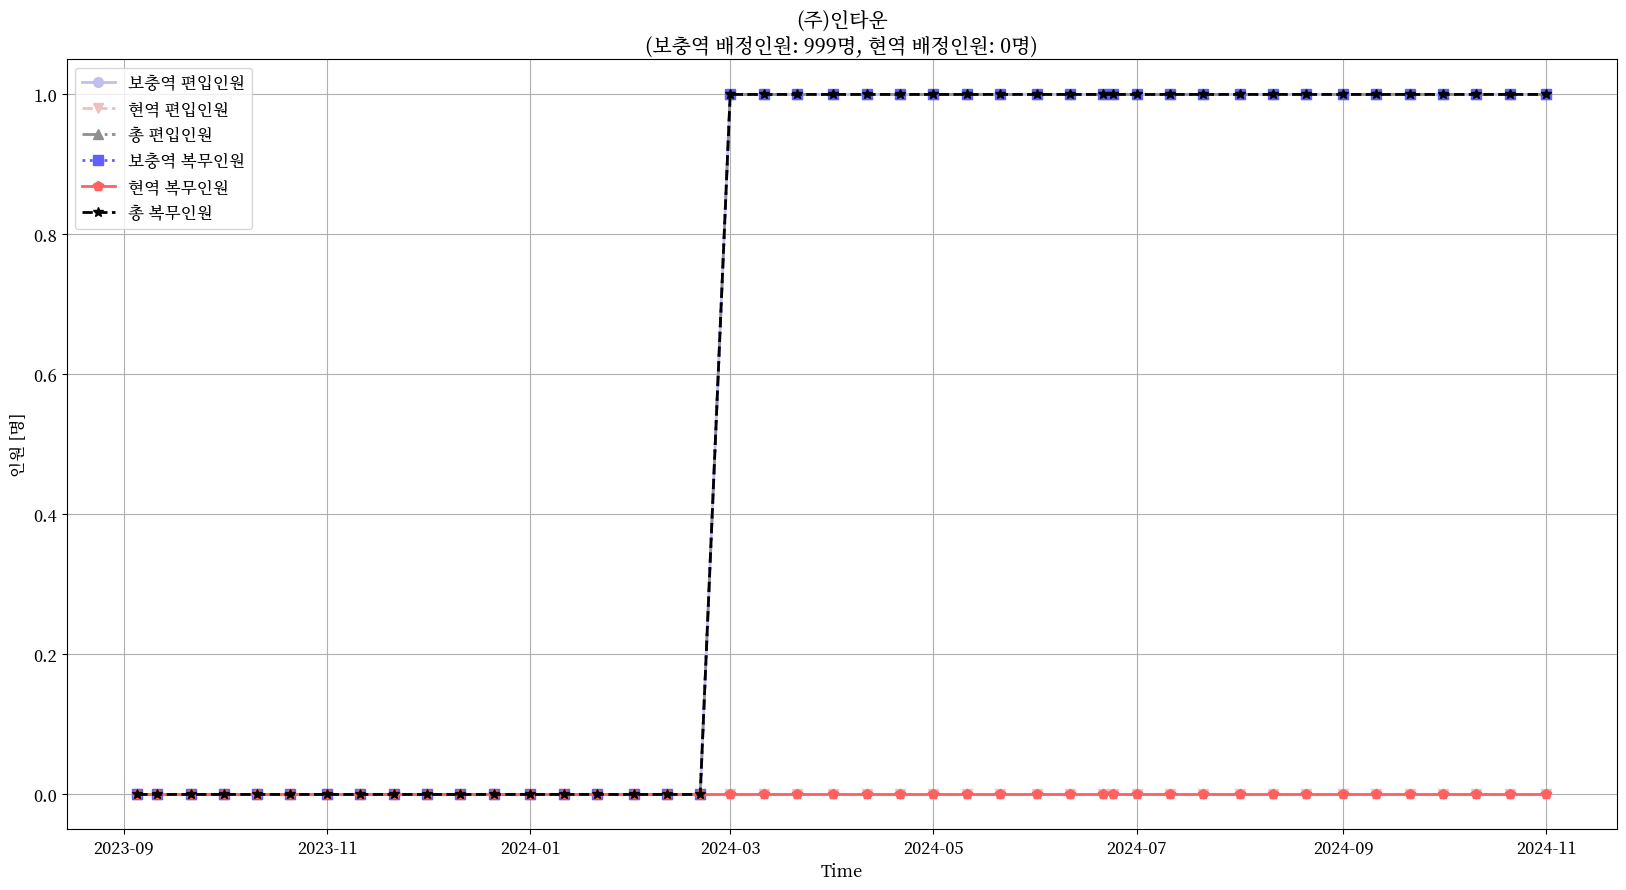 (주)인타운
(보충역 배정인원: 999명, 현역 배정인원: 0명)
보충역 편입인원
현역 편입인원
총 편입인원
보충역 복무인원
현역 복무인원
총 복무인원
1.0
0.8
0.6
0.4
0.2
0.0
인원 [명]
2023-09
2023-11
2024-01
2024-03
2024-05
2024-07
2024-09
2024-11
Time